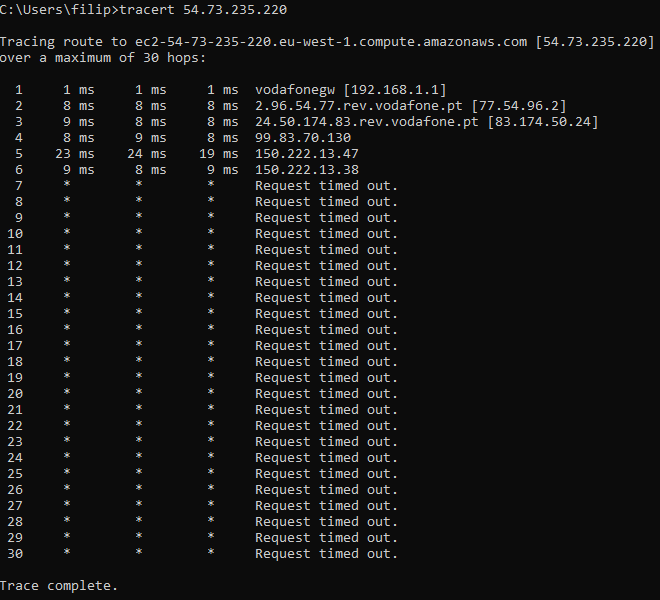 C:\Users\filip>tracert 54.73.235.220
Tracing route to ec2-54-73-235-220.eu-west-1.compute.amazonaws.com [54.73.235.220]
over a maximum of 30 hops:
1 1 ms 1 ms 1 ms vodafonegw [192.168.1.1]
2 8 ms 8 ms 8 ms 2.96.54.77.rev.vodafone.pt [77.54.96.2]
3 9 ms 8 ms 8 ms 24.50.174.83.rev.vodafone.pt [83.174.50.24]
4 8 ms 9 ms 8 ms 99.83.70.130
5 23 ms 24 ms 19 ms 150.222.13.47
6 9 ms 8 ms 9 ms 150.222.13.38
7 * * * Request timed out.
8 * * * Request timed out.
9 * * * Request timed out.
10 * * * Request timed out.
11 * * * Request timed out.
12 * * * Request timed out.
13 * * * Request timed out.
14 * * * Request timed out.
15 * * * Request timed out.
16 * * * Request timed out.
17 * * * Request timed out.
18 * * * Request timed out.
19 * * * Request timed out.
20 * * * Request timed out.
21 * * * Request timed out.
22 * * * Request timed out.
23 * * * Request timed out.
24 * * * Request timed out.
25 * * * Request timed out.
26 * * * Request timed out.
27 * * * Request timed out.
28 * * * Request timed out.
29 * * * Request timed out.
30 * * * Request timed out.
Trace complete.